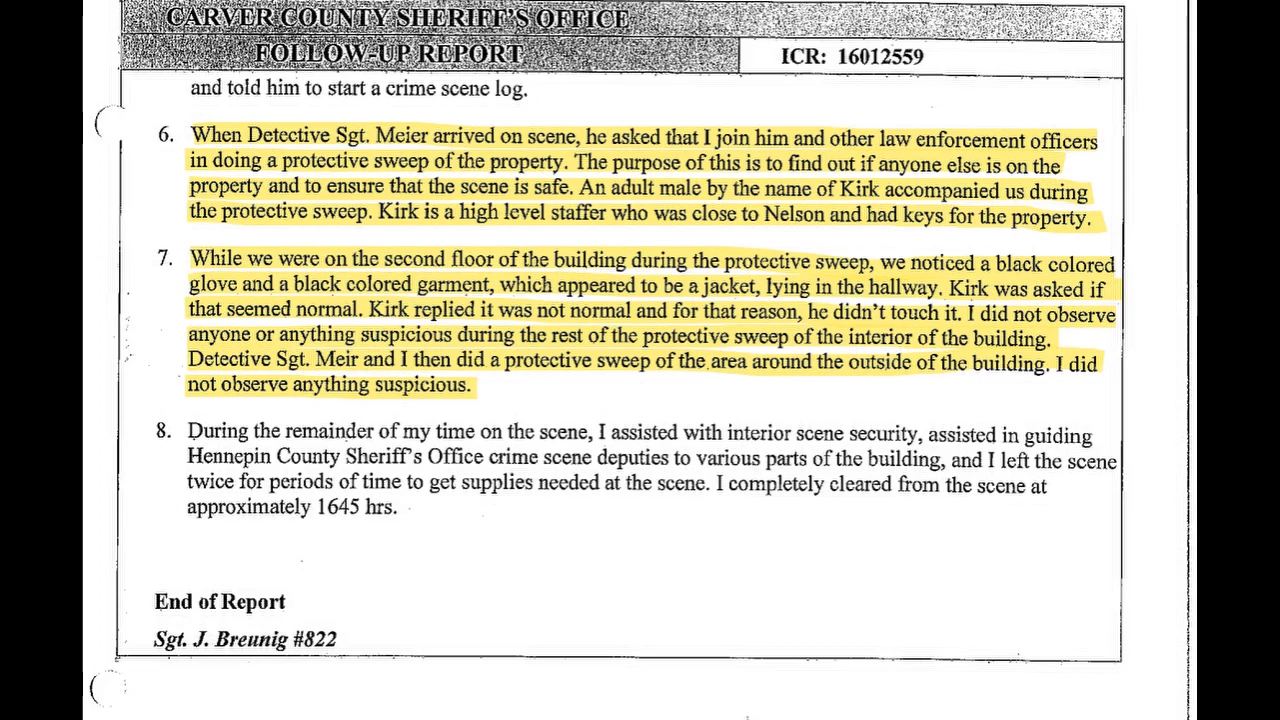 CARVER COUNTY SHERIFF'S OFFICE
FOLLOW-UP REPORT
ICR: 16012559
and told him to start a crime scene log.
6. When Detective Sgt. Meier arrived on scene, he asked that I join him and other law enforcement officers
in doing a protective sweep of the property. The purpose of this is to find out if anyone else is on the
property and to ensure that the scene is safe. An adult male by the name of Kirk accompanied us during
the protective sweep. Kirk is a high level staffer who was close to Nelson and had keys for the property.
7. While we were on the second floor of the building during the protective sweep, we noticed a black colored
glove and a black colored garment, which appeared to be a jacket, lying in the hallway. Kirk was asked if
that seemed normal. Kirk replied it was not normal and for that reason, he didn't touch it. I did not observe
anyone or anything suspicious during the rest of the protective sweep of the interior of the building.
Detective Sgt. Meir and I then did a protective sweep of the area around the outside of the building. I did
not observe anything suspicious.
8. During the remainder of my time on the scene, I assisted with interior scene security, assisted in guiding
Hennepin County Sheriff's Office crime scene deputies to various parts of the building, and I left the scene
twice for periods of time to get supplies needed at the scene. I completely cleared from the scene at
approximately 1645 hrs.
End of Report
Sgt. J. Breunig #822